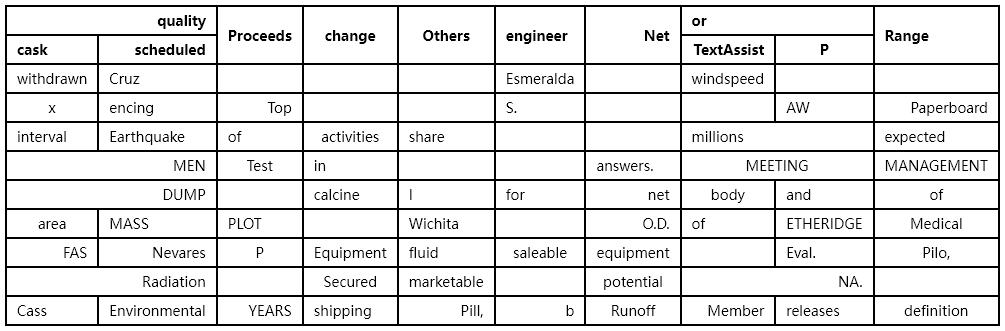 quality Proceeds change Others engineer Net or Range
cask scheduled TextAssist P
withdrawn Cruz Esmeralda windspeed
x encing Top S. AW Paperboard
interval Earthquake of activities share millions expected
MEN Test in answers. MEETING MANAGEMENT
DUMP calcine I for net body and of
area MASS PLOT Wichita O.D. of ETHERIDGE Medical
FAS Nevares P Equipment fluid saleable equipment Eval. Pilo,
Radiation Secured marketable potential NA.
Cass Environmental YEARS shipping Pill, b Runoff Member releases definition